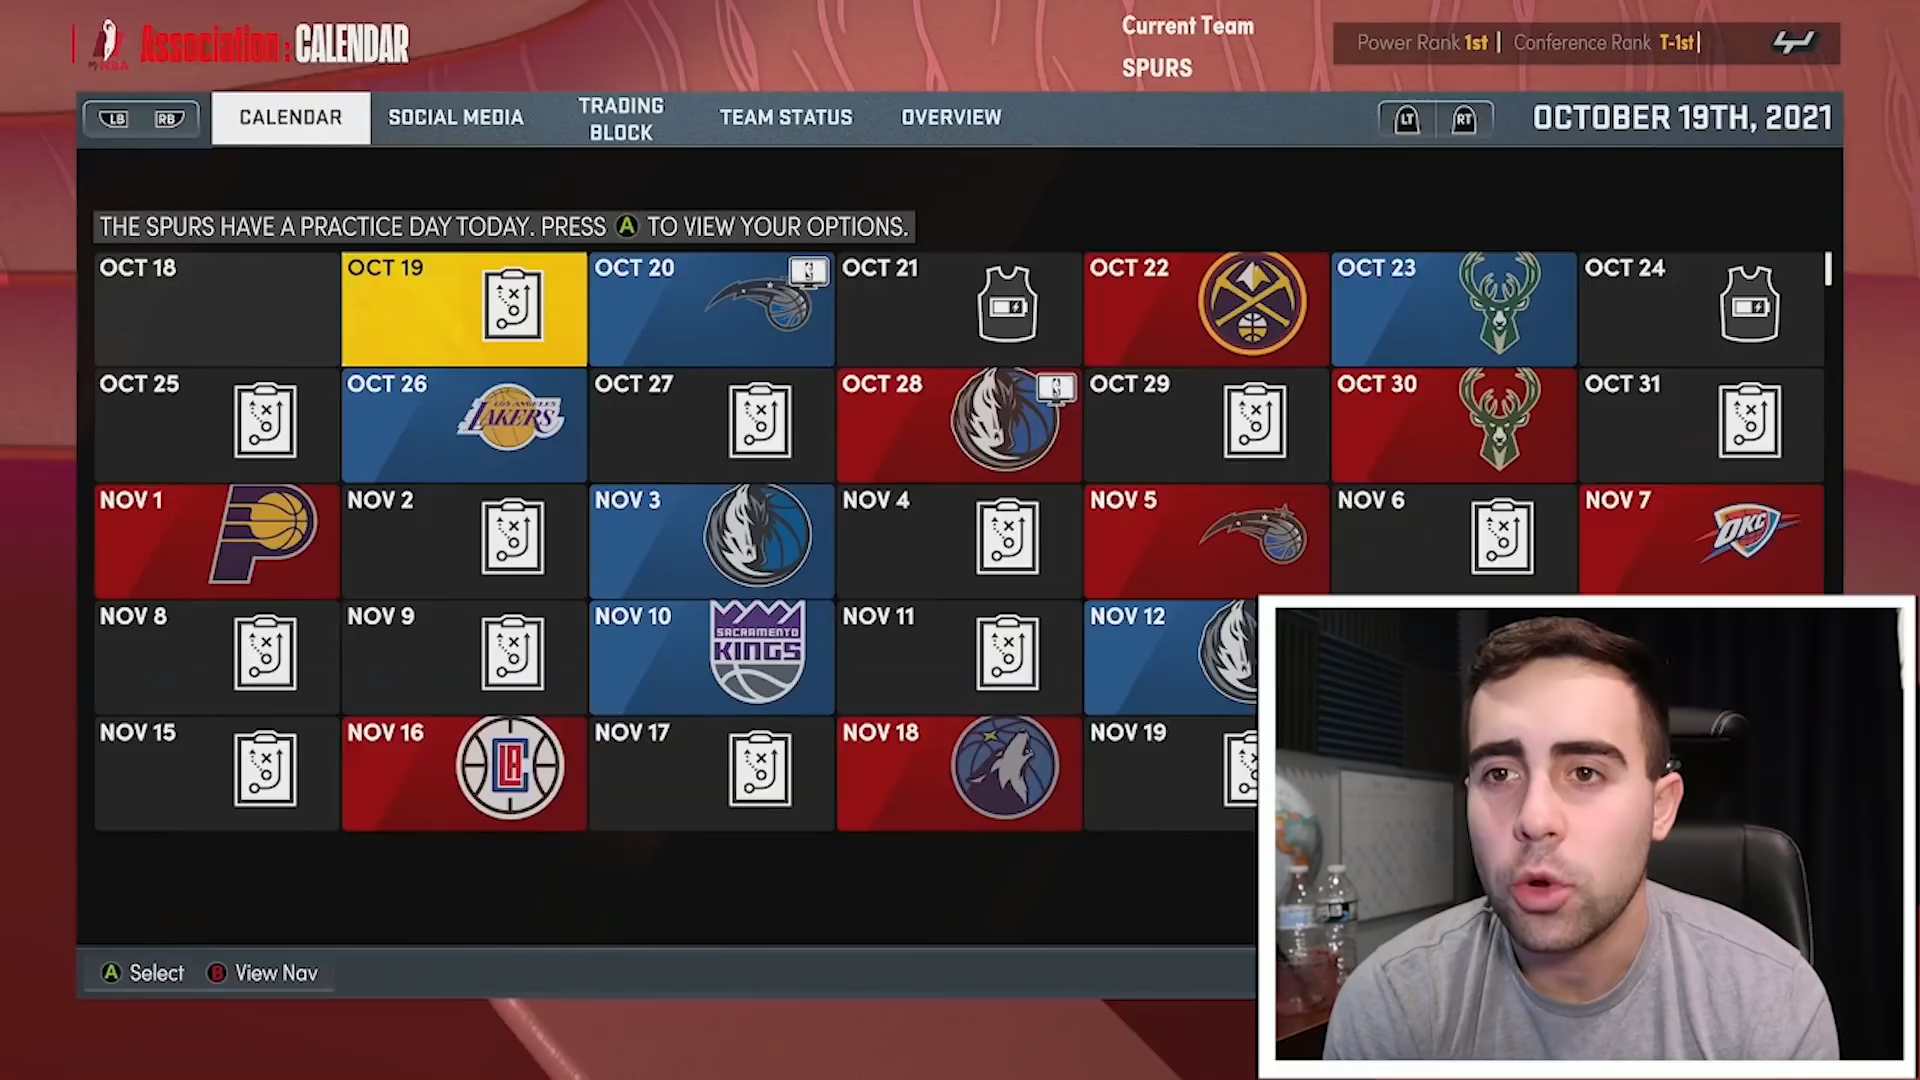 MyNBA
Association: CALENDAR
Current Team
SPURS
Power Rank 1st | Conference Rank T-1st |
LB RB
CALENDAR
SOCIAL MEDIA
TRADING
BLOCK
TEAM STATUS
OVERVIEW
LT RT
OCTOBER 19TH, 2021
THE SPURS HAVE A PRACTICE DAY TODAY. PRESS A TO VIEW YOUR OPTIONS.
OCT 18
OCT 19
OCT 20
OCT 21
OCT 22
OCT 23
OCT 24
OCT 25
OCT 26
LOS ANGELES
LAKERS
OCT 27
OCT 28
OCT 29
OCT 30
OCT 31
NOV 1
NOV 2
NOV 3
NOV 4
NOV 5
NOV 6
NOV 7
OKC
NOV 8
NOV 9
NOV 10
SACRAMENTO
KINGS
NOV 11
NOV 12
NOV 15
NOV 16
LA
NOV 17
NOV 18
NOV 19
A Select
B View Nav